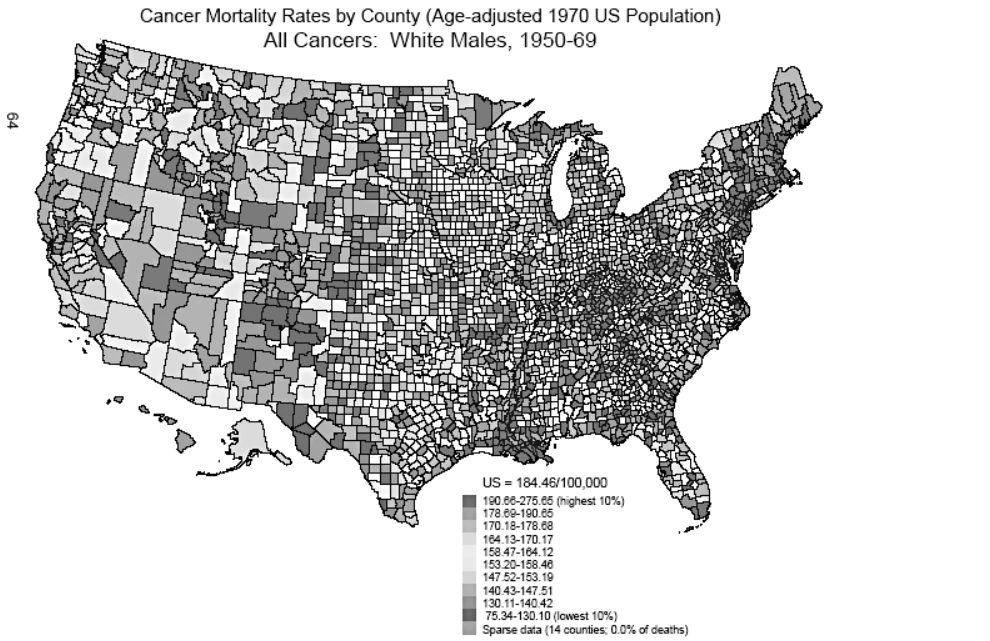 Cancer Mortality Rates by County (Age-adjusted 1970 US Population)
All Cancers: White Males, 1950-69
64
US = 184.46/100,000
190.66-275.65 (highest 10%)
178.69-190.65
170.18-178.68
164.13-170.17
158.47-164.12
153.20-158.46
147.52-153.19
140.43-147.51
130.11-140.42
75.34-130.10 (lowest 10%)
Sparse data (14 counties; 0.0% of deaths)